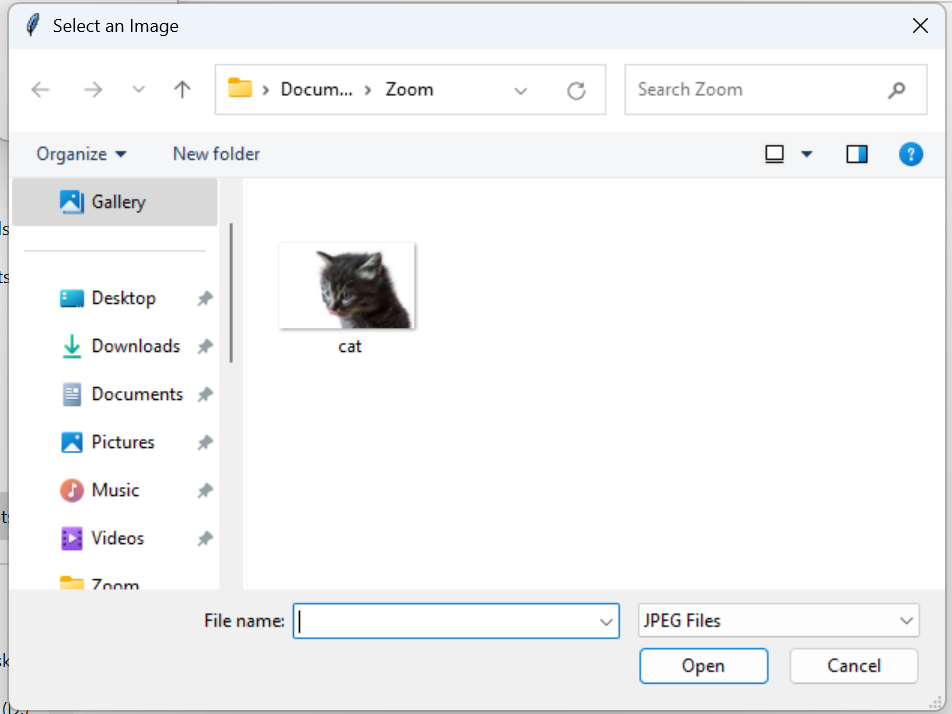 Select an Image
Docum... > Zoom
Search Zoom
Organize
New folder
?
Gallery
Desktop
Downloads
Documents
Pictures
Music
Videos
Zoom
cat
File name:
JPEG Files
Open
Cancel